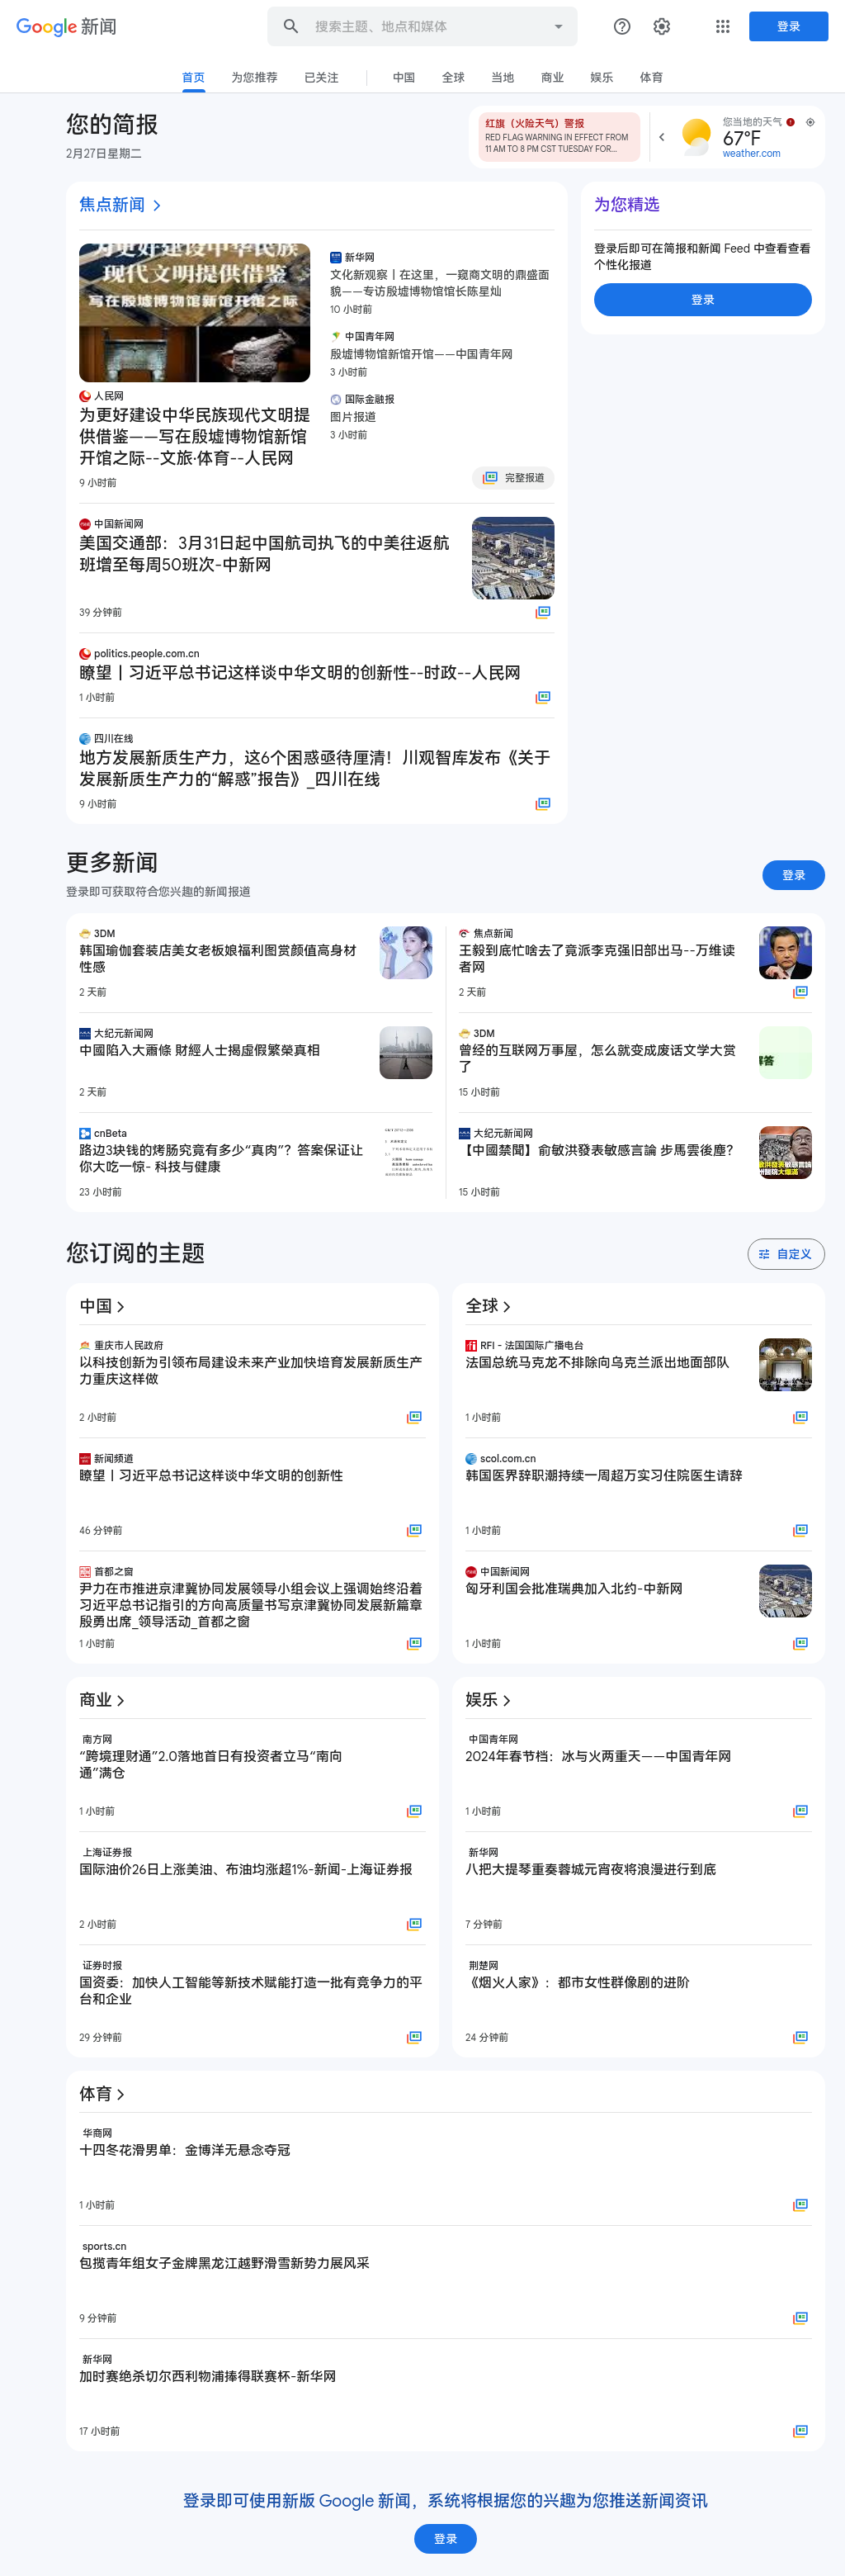 Google 新闻
搜索主题、地点和媒体
登录
首页
为您推荐
已关注
中国
全球
当地
商业
娱乐
体育
您的简报
2月27日星期二
红旗（火险天气）警报
RED FLAG WARNING IN EFFECT FROM
11 AM TO 8 PM CST TUESDAY FOR...
您当地的天气
67°F
weather.com
焦点新闻
为更好建设中华民族
现代文明提供借鉴
写在殷墟博物馆新馆开馆之际
人民网
为更好建设中华民族现代文明提
供借鉴——写在殷墟博物馆新馆
开馆之际--文旅·体育--人民网
9 小时前
新华网
文化新观察丨在这里，一窥商文明的鼎盛面
貌——专访殷墟博物馆馆长陈星灿
10 小时前
中国青年网
殷墟博物馆新馆开馆——中国青年网
3 小时前
国际金融报
图片报道
3 小时前
完整报道
中国新闻网
美国交通部：3月31日起中国航司执飞的中美往返航
班增至每周50班次-中新网
39 分钟前
politics.people.com.cn
瞭望丨习近平总书记这样谈中华文明的创新性--时政--人民网
1 小时前
四川在线
地方发展新质生产力，这6个困惑亟待厘清！川观智库发布《关于
发展新质生产力的“解惑”报告》_四川在线
9 小时前
为您精选
登录后即可在简报和新闻 Feed 中查看查看
个性化报道
登录
更多新闻
登录即可获取符合您兴趣的新闻报道
登录
3DM
韩国瑜伽套装店美女老板娘福利图赏颜值高身材
性感
2 天前
大纪元新闻网
中國陷入大蕭條 財經人士揭虛假繁榮真相
2 天前
cnBeta
路边3块钱的烤肠究竟有多少“真肉”？答案保证让
你大吃一惊- 科技与健康
23 小时前
焦点新闻
王毅到底忙啥去了竟派李克强旧部出马--万维读
者网
2 天前
3DM
曾经的互联网万事屋，怎么就变成废话文学大赏
了
15 小时前
大纪元新闻网
【中國禁聞】俞敏洪發表敏感言論 步馬雲後塵？
15 小时前
您订阅的主题
自定义
中国
重庆市人民政府
以科技创新为引领布局建设未来产业加快培育发展新质生产
力重庆这样做
2 小时前
新闻频道
瞭望丨习近平总书记这样谈中华文明的创新性
46 分钟前
首都之窗
尹力在市推进京津冀协同发展领导小组会议上强调始终沿着
习近平总书记指引的方向高质量书写京津冀协同发展新篇章
殷勇出席_领导活动_首都之窗
1 小时前
全球
RFI - 法国国际广播电台
法国总统马克龙不排除向乌克兰派出地面部队
1 小时前
scol.com.cn
韩国医界辞职潮持续一周超万实习住院医生请辞
1 小时前
中国新闻网
匈牙利国会批准瑞典加入北约-中新网
1 小时前
商业
南方网
“跨境理财通”2.0落地首日有投资者立马“南向
通”满仓
1 小时前
上海证券报
国际油价26日上涨美油、布油均涨超1%-新闻-上海证券报
2 小时前
证券时报
国资委：加快人工智能等新技术赋能打造一批有竞争力的平
台和企业
29 分钟前
娱乐
中国青年网
2024年春节档：冰与火两重天——中国青年网
1 小时前
新华网
八把大提琴重奏蓉城元宵夜将浪漫进行到底
7 分钟前
荆楚网
《烟火人家》：都市女性群像剧的进阶
24 分钟前
体育
华商网
十四冬花滑男单：金博洋无悬念夺冠
1 小时前
sports.cn
包揽青年组女子金牌黑龙江越野滑雪新势力展风采
9 分钟前
新华网
加时赛绝杀切尔西利物浦捧得联赛杯-新华网
17 小时前
登录即可使用新版 Google 新闻，系统将根据您的兴趣为您推送新闻资讯
登录